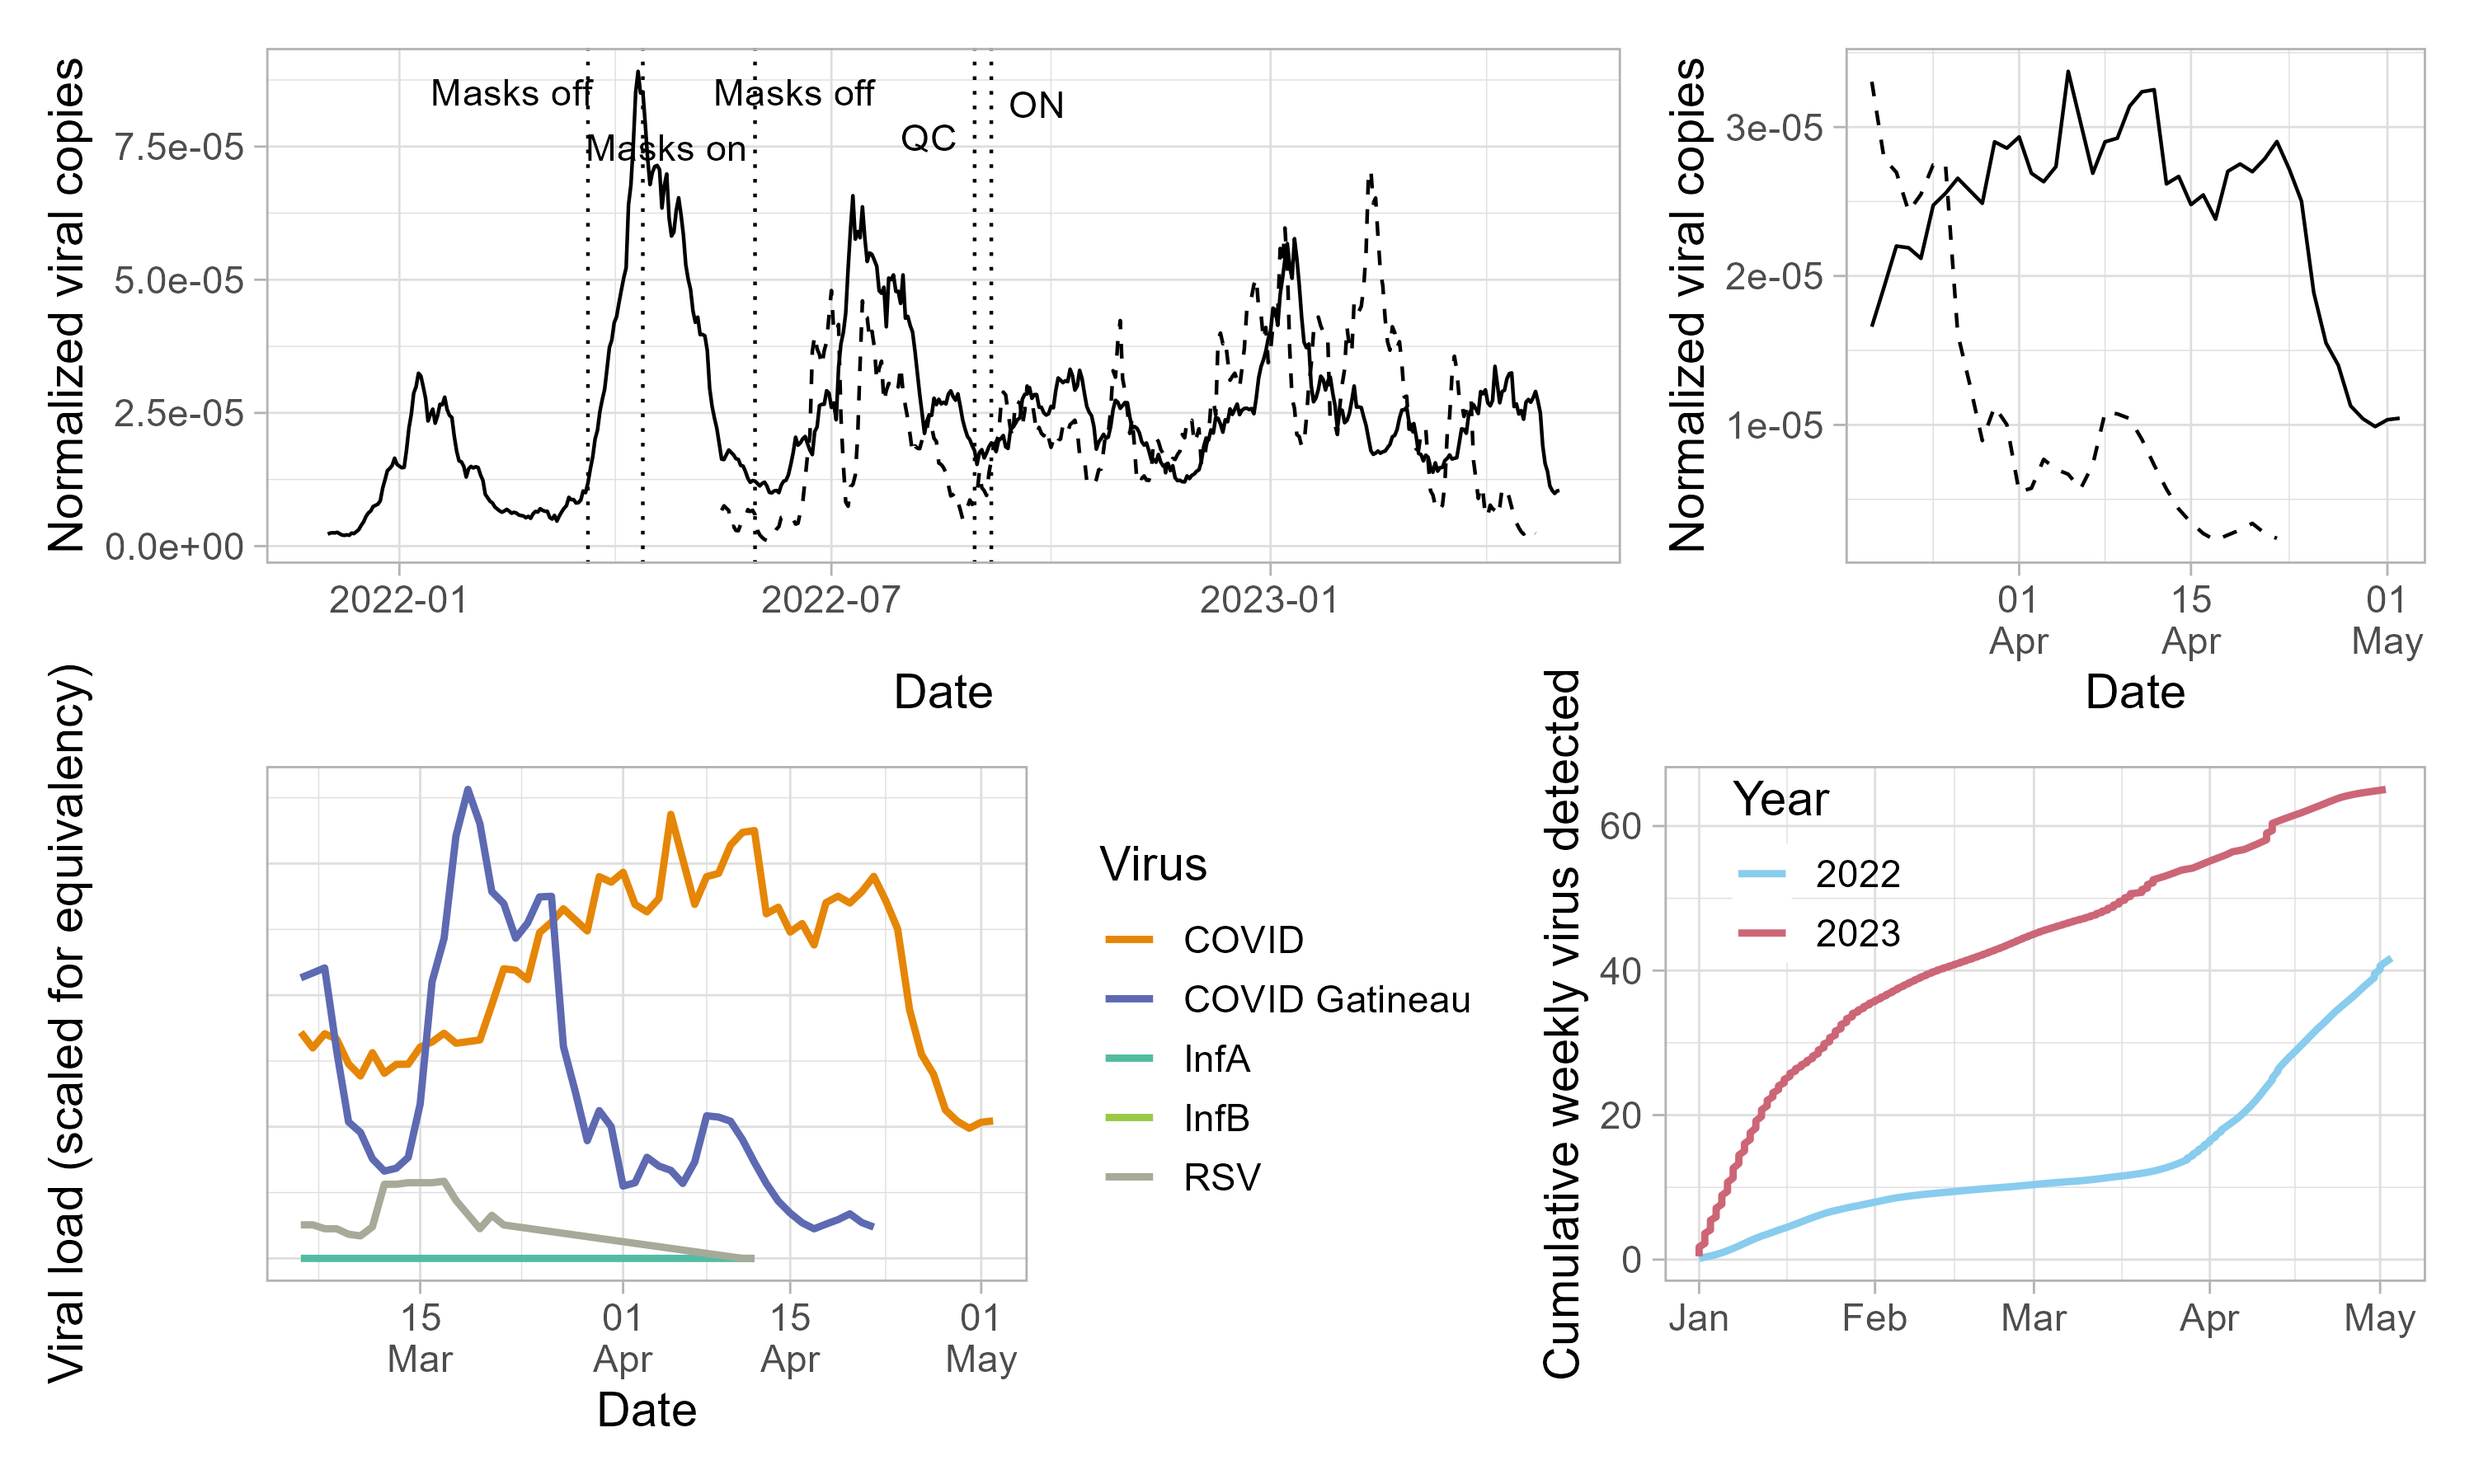 Normalized viral copies
7.5e-05
5.0e-05
2.5e-05
0.0e+00
Masks off
Masks on
Masks off
QC
ON
2022-01
2022-07
2023-01
Date
Normalized viral copies
3e-05
2e-05
1e-05
01
Apr
15
Apr
01
May
Date
Viral load (scaled for equivalency)
15
Mar
01
Apr
15
Apr
01
May
Date
Virus
COVID
COVID Gatineau
InfA
InfB
RSV
Cumulative weekly virus detected
60
40
20
0
Year
2022
2023
Jan
Feb
Mar
Apr
May